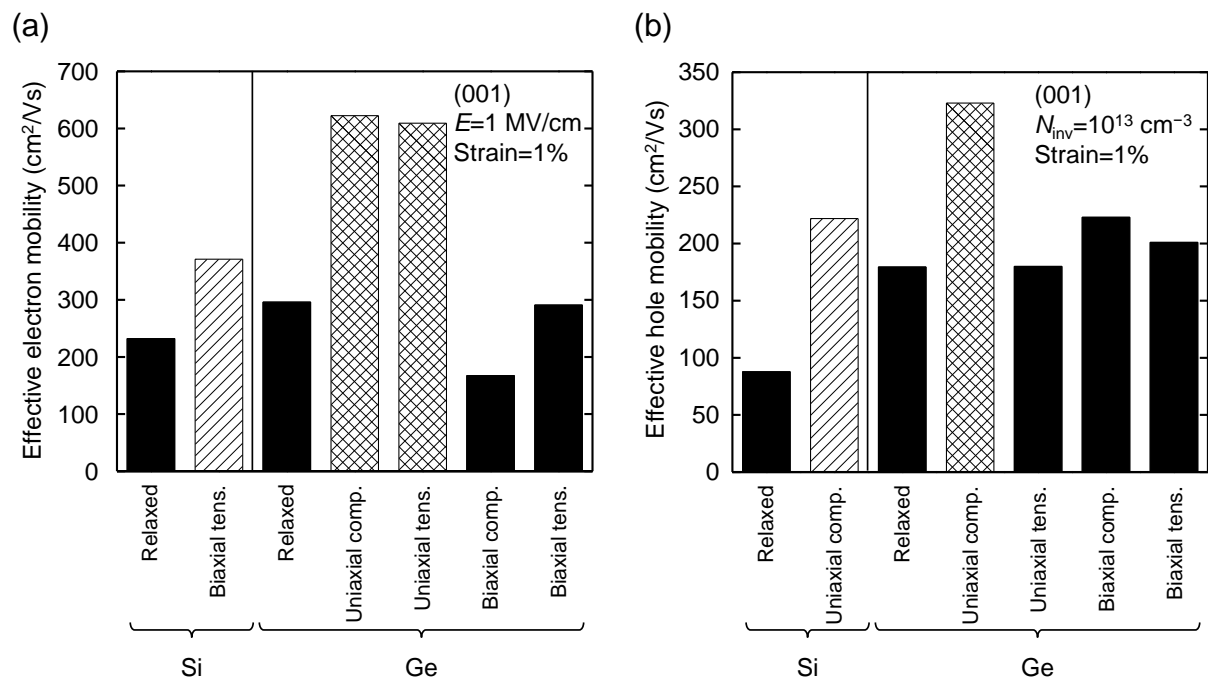 (a)
Effective electron mobility (cm²/Vs)
700
600
500
400
300
200
100
0
(001)
E=1 MV/cm
Strain=1%
Relaxed
Biaxial tens.
Relaxed
Uniaxial comp.
Uniaxial tens.
Biaxial comp.
Biaxial tens.
Si
Ge
(b)
Effective hole mobility (cm²/Vs)
350
300
250
200
150
100
50
0
(001)
Ninv=10¹³ cm⁻³
Strain=1%
Relaxed
Uniaxial comp.
Relaxed
Uniaxial comp.
Uniaxial tens.
Biaxial comp.
Biaxial tens.
Si
Ge